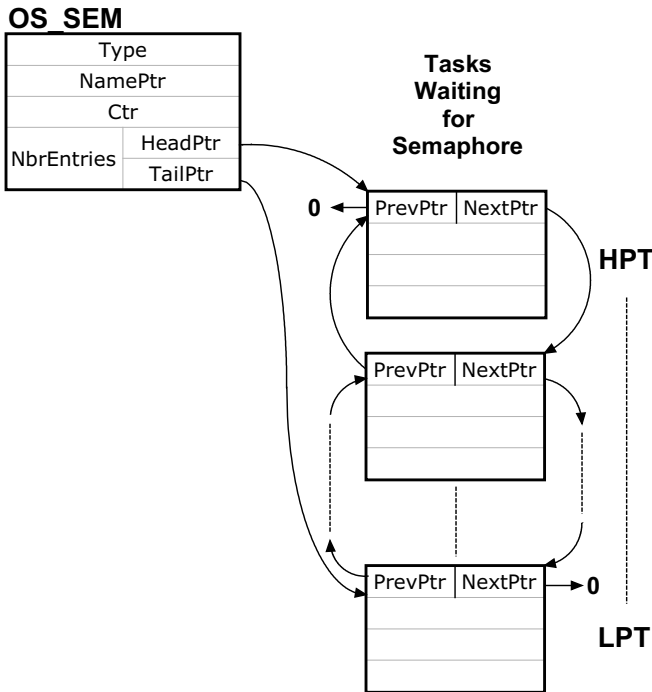 OS_SEM
Type
NamePtr
Ctr
NbrEntries
HeadPtr
TailPtr
Tasks
Waiting
for
Semaphore
0
PrevPtr NextPtr
HPT
PrevPtr NextPtr
PrevPtr NextPtr
0
LPT